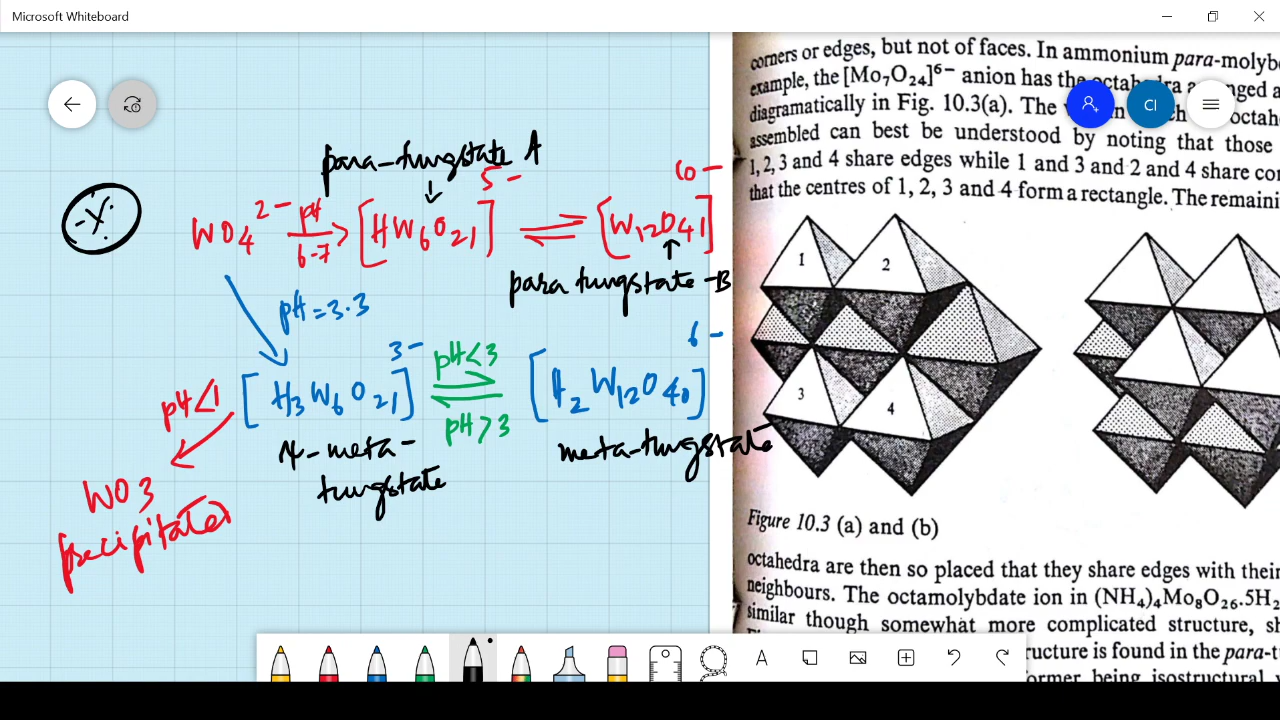 Microsoft Whiteboard
para-tungstate A
WO4 2- pH 6-7 > [HW6O21] 5- ⇌ [W12O41] 10-
para tungstate-B
pH = 3.3
[H3W6O21] 3- pH<3 ⇌ pH>3 [H2W12O40] 6-
ψ-meta-
tungstate
meta-tungstate
pH<1
WO3
precipitates
CI
corners or edges, but not of faces. In ammonium para-molyb
example, the [Mo7O24]6− anion has the octahedra a nged a
diagramatically in Fig. 10.3(a). The octahe
assembled can best be understood by noting that those
1, 2, 3 and 4 share edges while 1 and 3 and 2 and 4 share cor
that the centres of 1, 2, 3 and 4 form a rectangle. The remaini
1 2
3 4
Figure 10.3 (a) and (b)
octahedra are then so placed that they share edges with their
neighbours. The octamolybdate ion in (NH4)4Mo8O26.5H2
similar though somewhat more complicated structure, sh
ructure is found in the para-t
ormer being isostructural
A